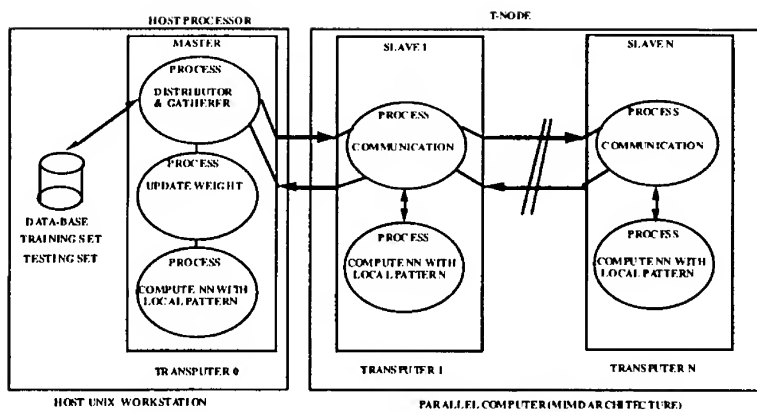 HOST PROCESSOR
T-NODE
MASTER
PROCESS
DISTRIBUTOR
& GATHERER
PROCESS
UPDATE WEIGHT
PROCESS
COMPUTE NN WITH
LOCAL PATTERN
TRANSPUTER 0
DATA-BASE
TRAINING SET
TESTING SET
HOST UNIX WORKSTATION
SLAVE 1
PROCESS
COMMUNICATION
PROCESS
COMPUTE NN WITH
LOCAL PATTERN
TRANSPUTER 1
SLAVE N
PROCESS
COMMUNICATION
PROCESS
COMPUTE NN WITH
LOCAL PATTERN
TRANSPUTER N
PARALLEL COMPUTER (MIMD ARCHITECTURE)